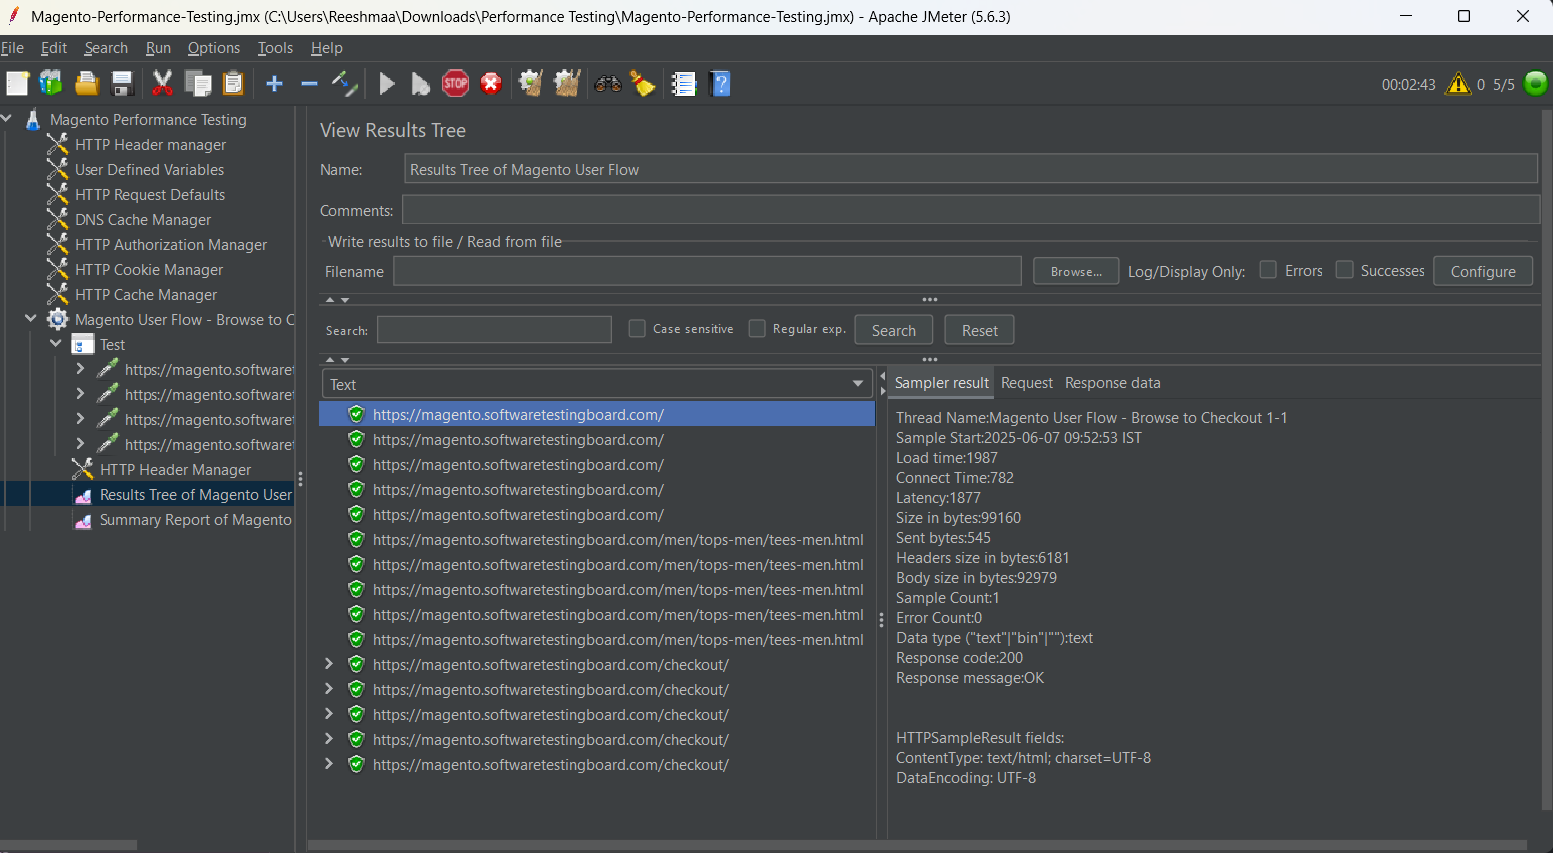 Magento-Performance-Testing.jmx (C:\Users\Reeshmaa\Downloads\Performance Testing\Magento-Performance-Testing.jmx) - Apache JMeter (5.6.3)
File Edit Search Run Options Tools Help
STOP
00:02:43 0 5/5
Magento Performance Testing
HTTP Header manager
User Defined Variables
HTTP Request Defaults
DNS Cache Manager
HTTP Authorization Manager
HTTP Cookie Manager
HTTP Cache Manager
Magento User Flow - Browse to C
Test
https://magento.software
https://magento.software
https://magento.software
https://magento.software
HTTP Header Manager
Results Tree of Magento User
Summary Report of Magento
View Results Tree
Name: Results Tree of Magento User Flow
Comments:
Write results to file / Read from file
Filename Browse... Log/Display Only: Errors Successes Configure
Search: Case sensitive Regular exp. Search Reset
Text
https://magento.softwaretestingboard.com/
https://magento.softwaretestingboard.com/
https://magento.softwaretestingboard.com/
https://magento.softwaretestingboard.com/
https://magento.softwaretestingboard.com/
https://magento.softwaretestingboard.com/men/tops-men/tees-men.html
https://magento.softwaretestingboard.com/men/tops-men/tees-men.html
https://magento.softwaretestingboard.com/men/tops-men/tees-men.html
https://magento.softwaretestingboard.com/men/tops-men/tees-men.html
https://magento.softwaretestingboard.com/men/tops-men/tees-men.html
https://magento.softwaretestingboard.com/checkout/
https://magento.softwaretestingboard.com/checkout/
https://magento.softwaretestingboard.com/checkout/
https://magento.softwaretestingboard.com/checkout/
https://magento.softwaretestingboard.com/checkout/
Sampler result Request Response data
Thread Name:Magento User Flow - Browse to Checkout 1-1
Sample Start:2025-06-07 09:52:53 IST
Load time:1987
Connect Time:782
Latency:1877
Size in bytes:99160
Sent bytes:545
Headers size in bytes:6181
Body size in bytes:92979
Sample Count:1
Error Count:0
Data type ("text"|"bin"|""):text
Response code:200
Response message:OK
HTTPSampleResult fields:
ContentType: text/html; charset=UTF-8
DataEncoding: UTF-8